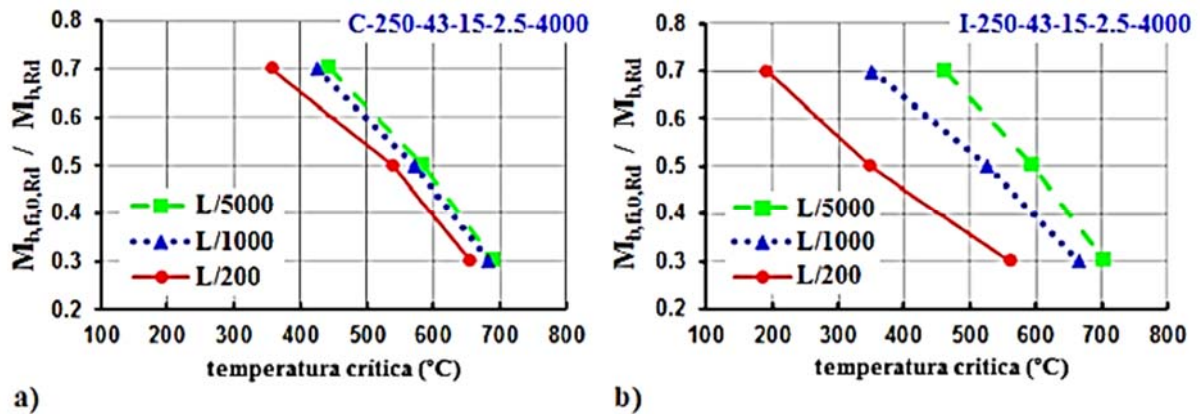 C-250-43-15-2.5-4000
M_b,fi,0,Rd / M_b,Rd
0.8
0.7
0.6
0.5
0.4
0.3
0.2
L/5000
L/1000
L/200
100 200 300 400 500 600 700 800
temperatura critica (°C)
a)
I-250-43-15-2.5-4000
M_b,fi,0,Rd / M_b,Rd
0.8
0.7
0.6
0.5
0.4
0.3
0.2
L/5000
L/1000
L/200
100 200 300 400 500 600 700 800
temperatura critica (°C)
b)